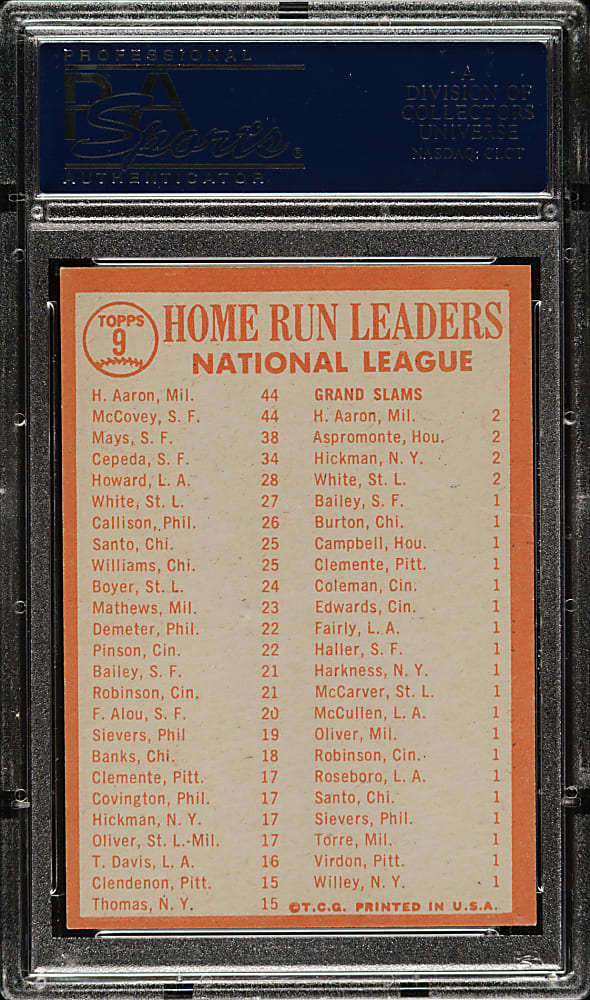 PROFESSIONAL
PSA
Sports®
AUTHENTICATOR
A
DIVISION OF
COLLECTORS
UNIVERSE
NASDAQ: CLCT
TOPPS
9
HOME RUN LEADERS
NATIONAL LEAGUE
H. Aaron, Mil. 44
McCovey, S. F. 44
Mays, S. F. 38
Cepeda, S. F. 34
Howard, L. A. 28
White, St. L. 27
Callison, Phil. 26
Santo, Chi. 25
Williams, Chi. 25
Boyer, St. L. 24
Mathews, Mil. 23
Demeter, Phil. 22
Pinson, Cin. 22
Bailey, S. F. 21
Robinson, Cin. 21
F. Alou, S. F. 20
Sievers, Phil 19
Banks, Chi. 18
Clemente, Pitt. 17
Covington, Phil. 17
Hickman, N. Y. 17
Oliver, St. L.-Mil. 17
T. Davis, L. A. 16
Clendenon, Pitt. 15
Thomas, N. Y. 15
GRAND SLAMS
H. Aaron, Mil. 2
Aspromonte, Hou. 2
Hickman, N. Y. 2
White, St. L. 2
Bailey, S. F. 1
Burton, Chi. 1
Campbell, Hou. 1
Clemente, Pitt. 1
Coleman, Cin. 1
Edwards, Cin. 1
Fairly, L. A. 1
Haller, S. F. 1
Harkness, N. Y. 1
McCarver, St. L. 1
McCullen, L. A. 1
Oliver, Mil. 1
Robinson, Cin. 1
Roseboro, L. A. 1
Santo, Chi. 1
Sievers, Phil. 1
Torre, Mil. 1
Virdon, Pitt. 1
Willey, N. Y. 1
©T.C.G. PRINTED IN U.S.A.